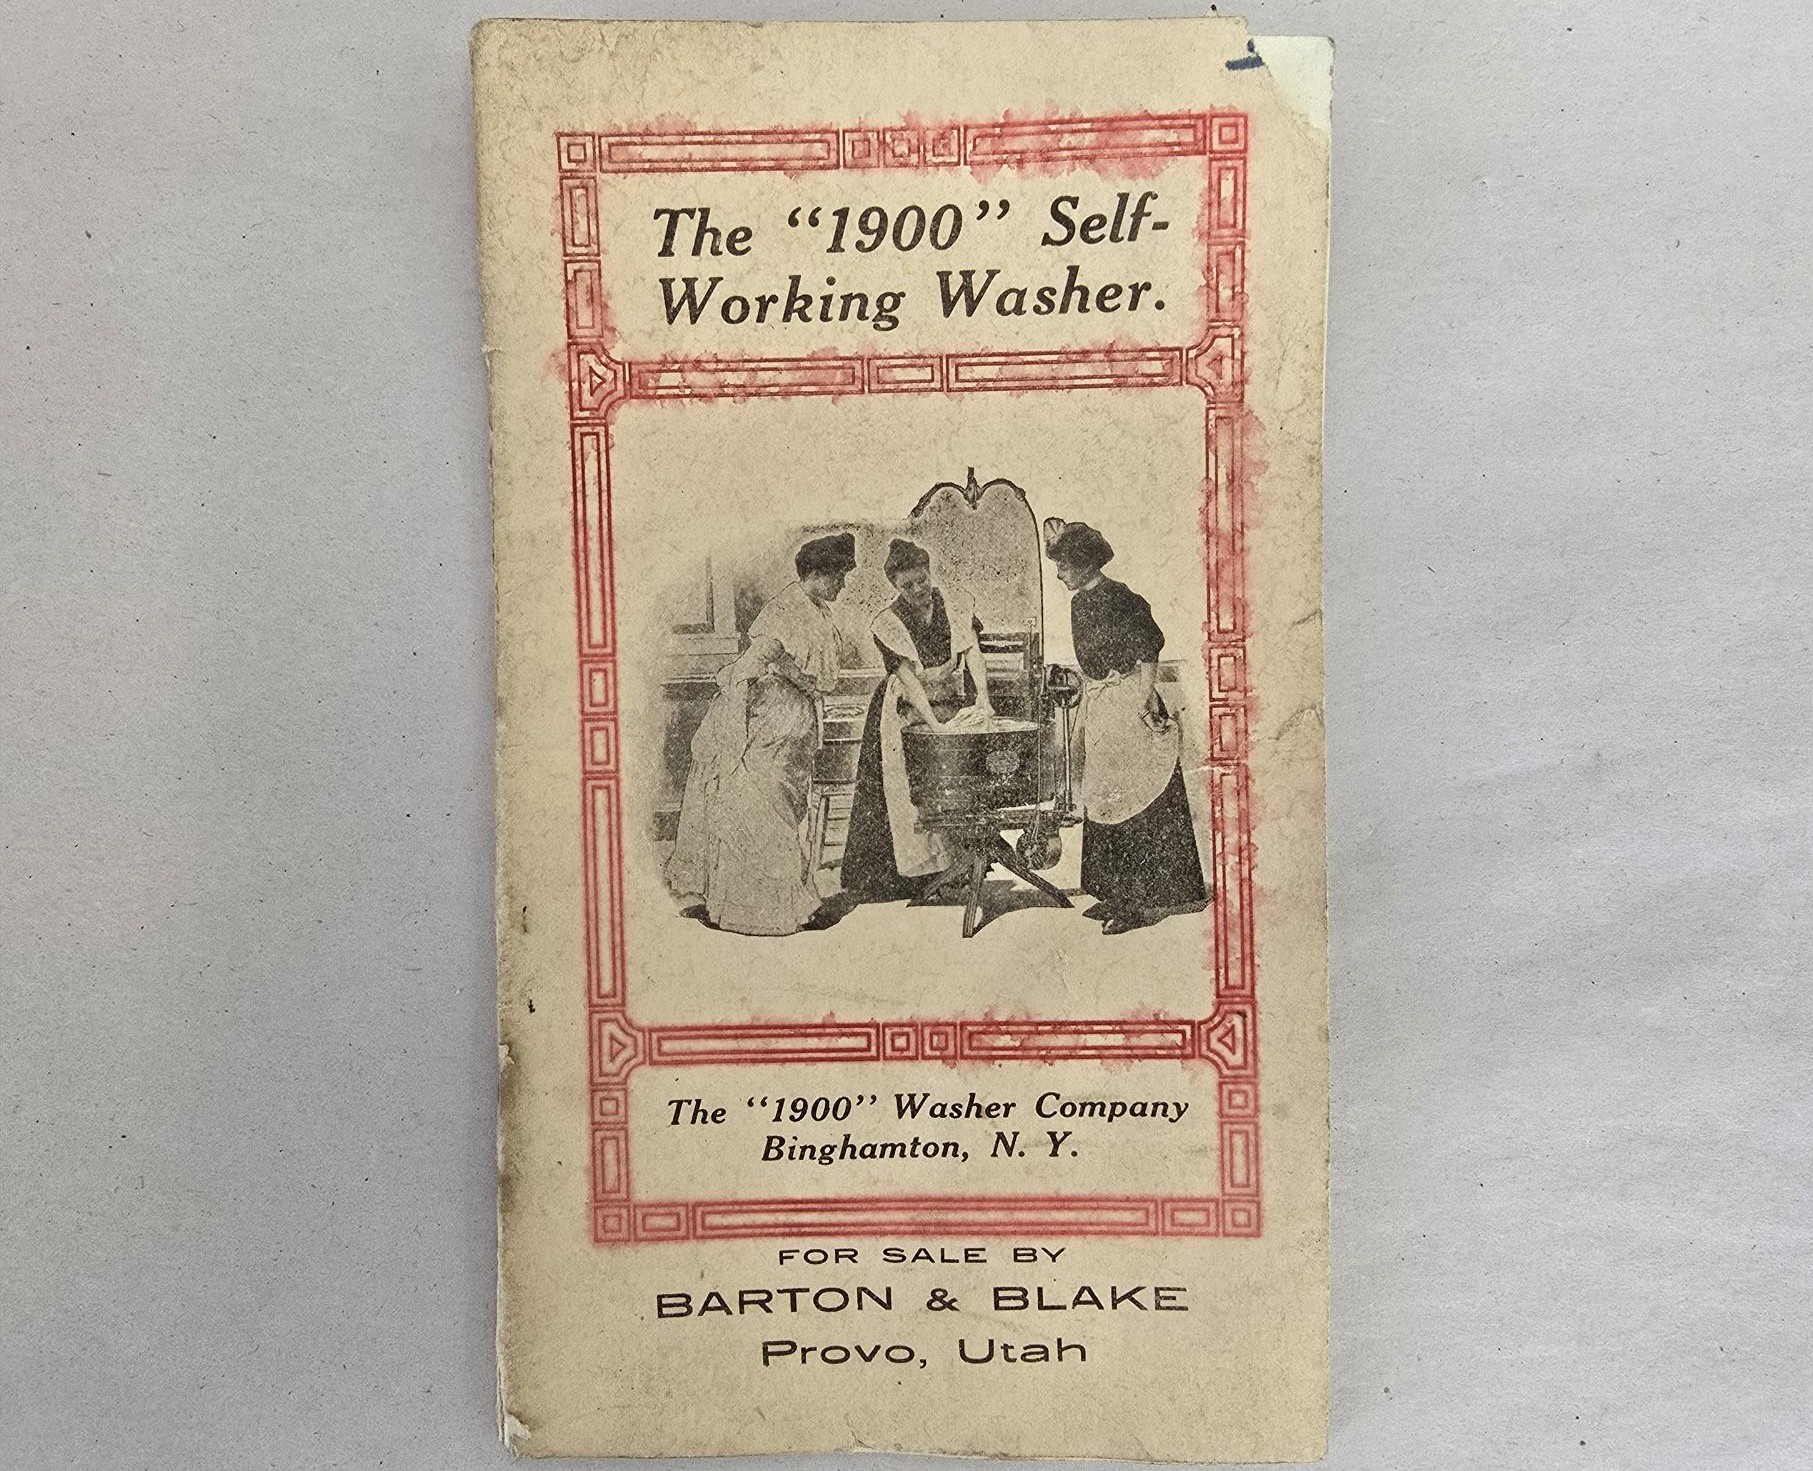 The “1900” Self-
Working Washer.
The “1900” Washer Company
Binghamton, N. Y.
FOR SALE BY
BARTON & BLAKE
Provo, Utah